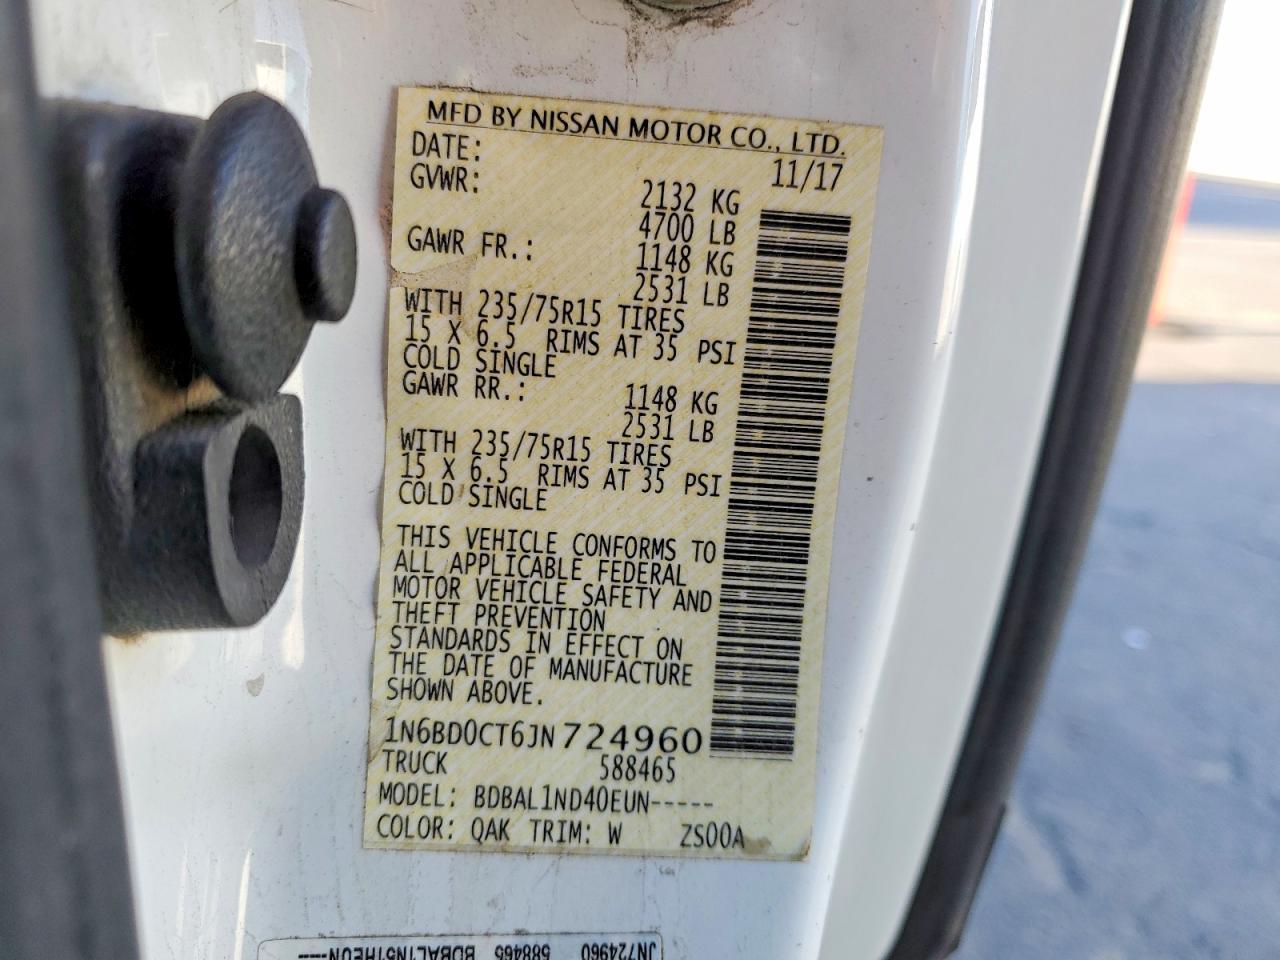 MFD BY NISSAN MOTOR CO., LTD.
DATE: 11/17
GVWR: 2132 KG
4700 LB
GAWR FR.: 1148 KG
2531 LB
WITH 235/75R15 TIRES
15 X 6.5 RIMS AT 35 PSI
COLD SINGLE
GAWR RR.: 1148 KG
2531 LB
WITH 235/75R15 TIRES
15 X 6.5 RIMS AT 35 PSI
COLD SINGLE
THIS VEHICLE CONFORMS TO
ALL APPLICABLE FEDERAL
MOTOR VEHICLE SAFETY AND
THEFT PREVENTION
STANDARDS IN EFFECT ON
THE DATE OF MANUFACTURE
SHOWN ABOVE.
1N6BD0CT6JN724960
TRUCK 588465
MODEL: BDBAL1ND40EUN-----
COLOR: QAK TRIM: W ZS00A
JN724960 588465 BDBAL1N51HEUN-----